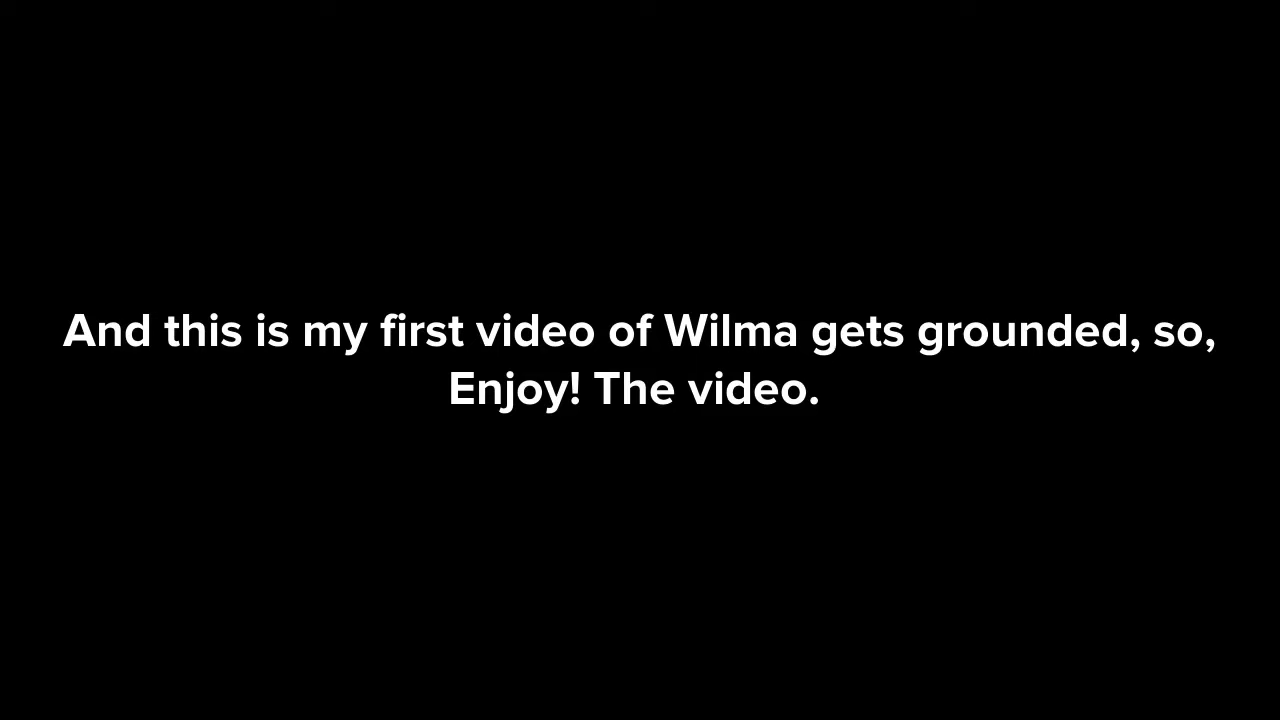 And this is my first video of Wilma gets grounded, so,
Enjoy! The video.